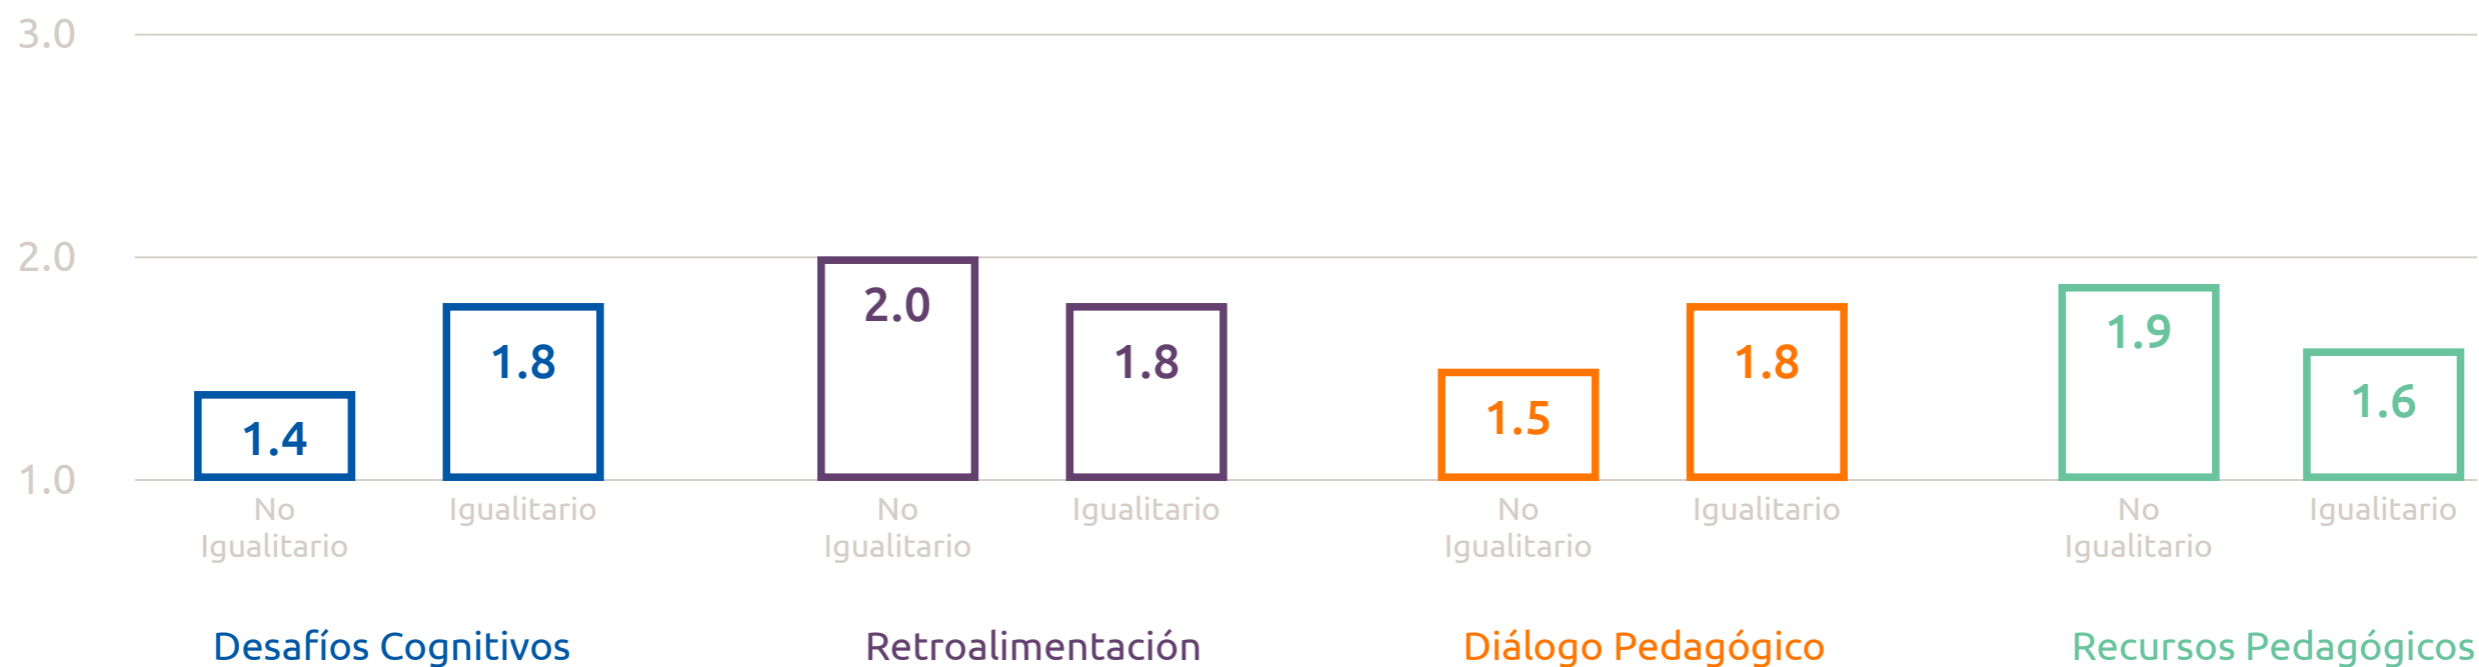 3.0
2.0
1.0
1.4
1.8
2.0
1.8
1.5
1.8
1.9
1.6
No
Igualitario
Igualitario
No
Igualitario
Igualitario
No
Igualitario
Igualitario
No
Igualitario
Igualitario
Desafíos Cognitivos
Retroalimentación
Diálogo Pedagógico
Recursos Pedagógicos